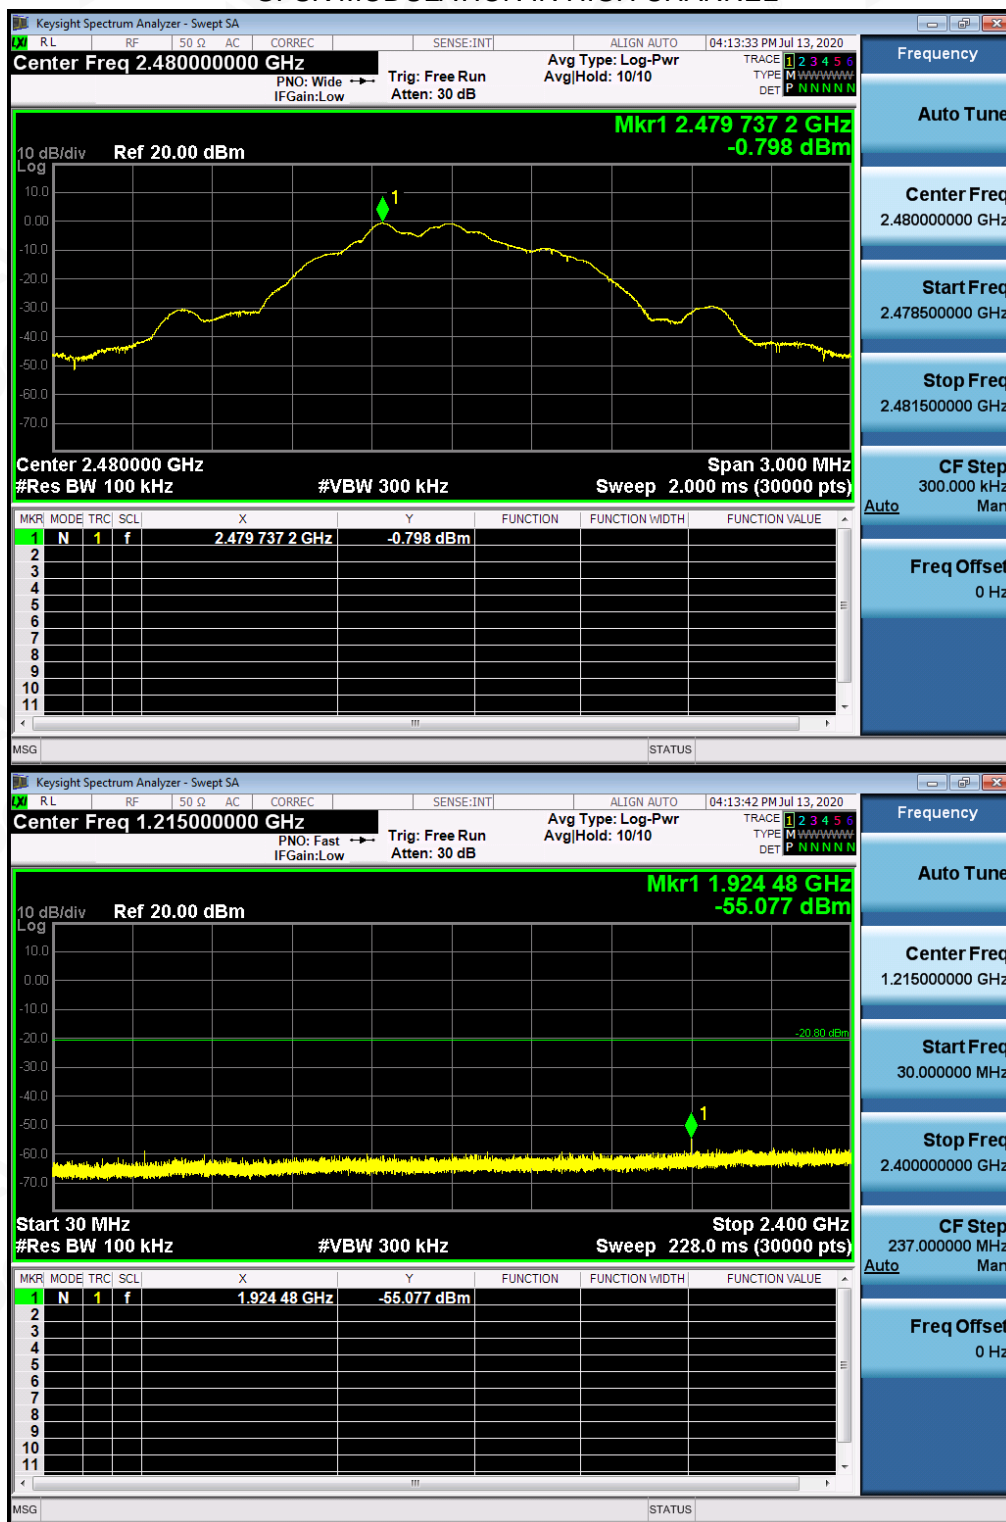 Keysight Spectrum Analyzer - Swept SA
LXI RL RF 50 Ω AC CORREC SENSE:INT ALIGN AUTO 04:13:33 PM Jul 13, 2020
Center Freq 2.480000000 GHz
PNO: Wide
IFGain:Low
Trig: Free Run
Atten: 30 dB
Avg Type: Log-Pwr
Avg|Hold: 10/10
TRACE 1 2 3 4 5 6
TYPE M WWWWW
DET P N N N N N
Mkr1 2.479 737 2 GHz
-0.798 dBm
10 dB/div Ref 20.00 dBm
Log
10.0
0.00
-10.0
-20.0
-30.0
-40.0
-50.0
-60.0
-70.0
1
Center 2.480000 GHz Span 3.000 MHz
#Res BW 100 kHz #VBW 300 kHz Sweep 2.000 ms (30000 pts)
MKR MODE TRC SCL X Y FUNCTION FUNCTION WIDTH FUNCTION VALUE
1 N 1 f 2.479 737 2 GHz -0.798 dBm
2
3
4
5
6
7
8
9
10
11
MSG STATUS
Frequency
Auto Tune
Center Freq
2.480000000 GHz
Start Freq
2.478500000 GHz
Stop Freq
2.481500000 GHz
CF Step
300.000 kHz
Auto Man
Freq Offset
0 Hz
Keysight Spectrum Analyzer - Swept SA
LXI RL RF 50 Ω AC CORREC SENSE:INT ALIGN AUTO 04:13:42 PM Jul 13, 2020
Center Freq 1.215000000 GHz
PNO: Fast
IFGain:Low
Trig: Free Run
Atten: 30 dB
Avg Type: Log-Pwr
Avg|Hold: 10/10
TRACE 1 2 3 4 5 6
TYPE M WWWWW
DET P N N N N N
Mkr1 1.924 48 GHz
-55.077 dBm
10 dB/div Ref 20.00 dBm
Log
10.0
0.00
-10.0
-20.0
-30.0
-40.0
-50.0
-60.0
-70.0
-20.80 dBm
1
Start 30 MHz Stop 2.400 GHz
#Res BW 100 kHz #VBW 300 kHz Sweep 228.0 ms (30000 pts)
MKR MODE TRC SCL X Y FUNCTION FUNCTION WIDTH FUNCTION VALUE
1 N 1 f 1.924 48 GHz -55.077 dBm
2
3
4
5
6
7
8
9
10
11
MSG STATUS
Frequency
Auto Tune
Center Freq
1.215000000 GHz
Start Freq
30.000000 MHz
Stop Freq
2.400000000 GHz
CF Step
237.000000 MHz
Auto Man
Freq Offset
0 Hz